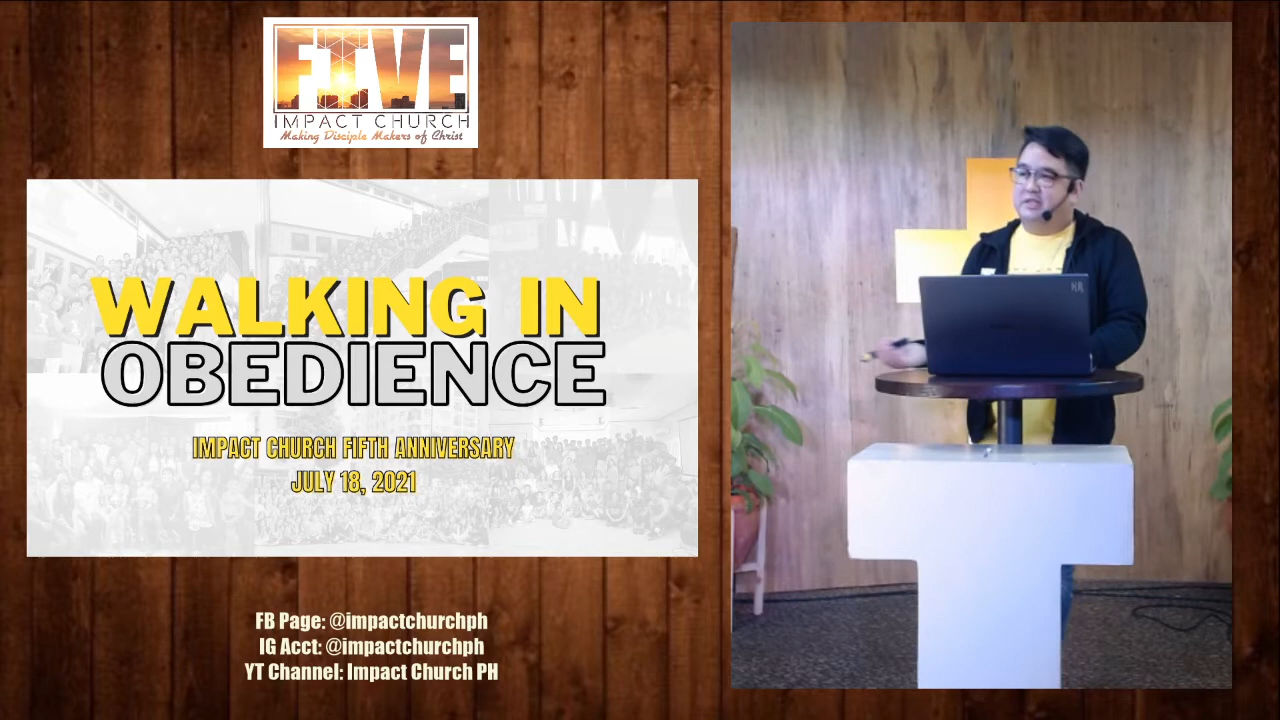 FIVE
IMPACT CHURCH
Making Disciple Makers of Christ
WALKING IN
OBEDIENCE
IMPACT CHURCH FIFTH ANNIVERSARY
JULY 18, 2021
FB Page: @impactchurchph
IG Acct: @impactchurchph
YT Channel: Impact Church PH